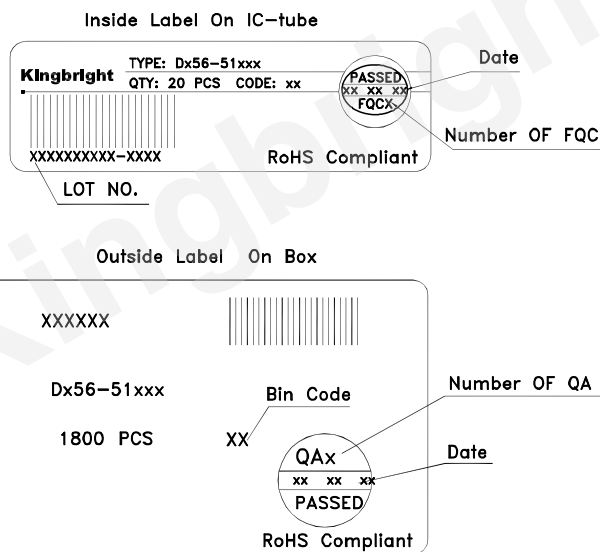 Inside Label On IC-tube
Kingbright
TYPE: Dx56-51xxx
QTY: 20 PCS CODE: xx
PASSED
xx xx xx
FQCX
Date
Number OF FQC
XXXXXXXXXX-XXXX
RoHS Compliant
LOT NO.
Outside Label On Box
XXXXXX
Dx56-51xxx
Bin Code
Number OF QA
1800 PCS
XX
QAx
Date
xx xx xx
PASSED
RoHS Compliant
Kingbright